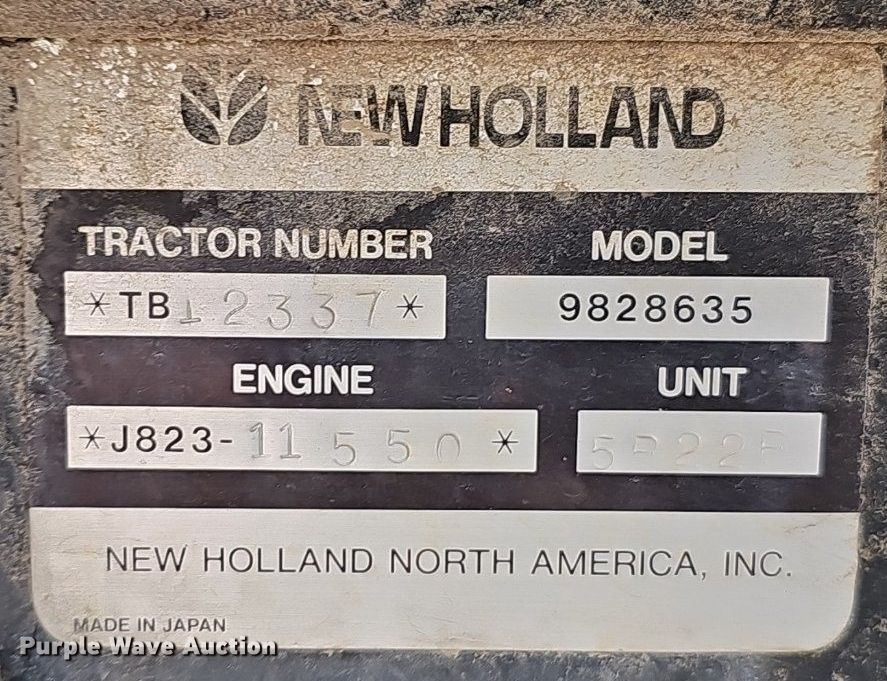 NEW HOLLAND
TRACTOR NUMBER MODEL
*TB12337* 9828635
ENGINE UNIT
*J823-11550 *
NEW HOLLAND NORTH AMERICA, INC.
MADE IN JAPAN
Purple Wave Auction